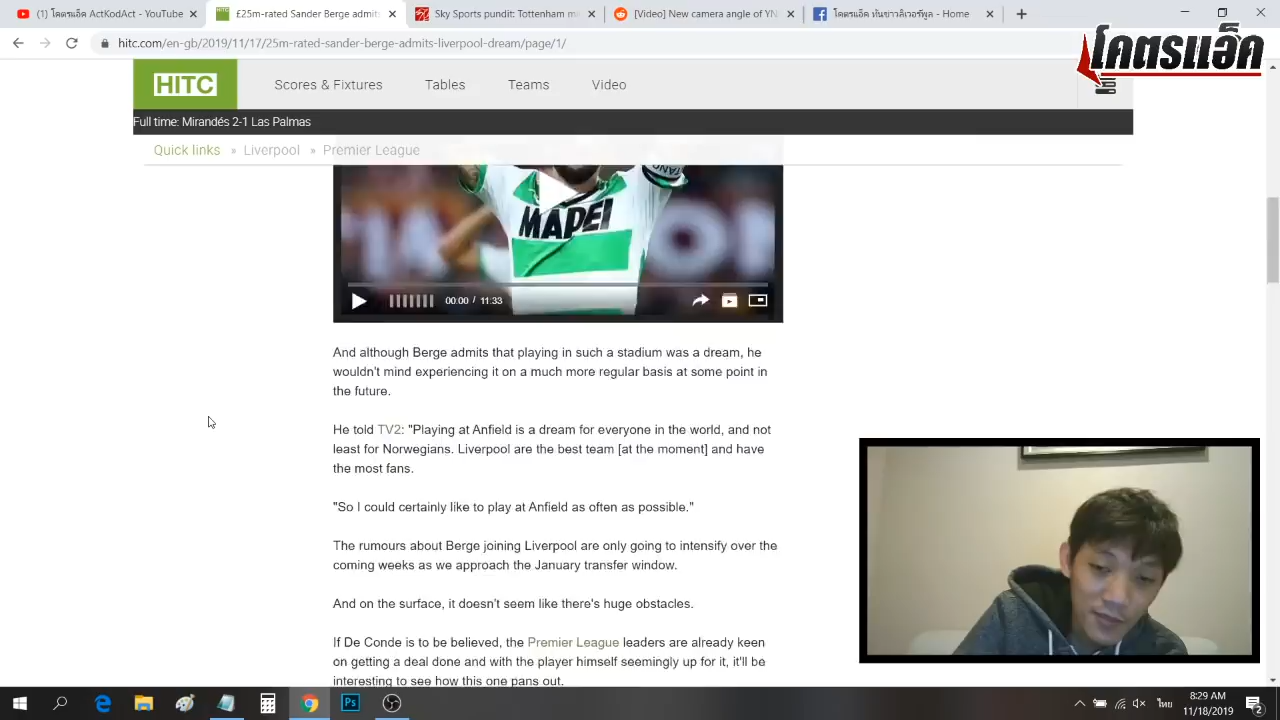 (1) โคตรแอ็ค ActKodAct - YouTube
£25m-rated Sander Berge admits
Sky Sports pundit: Tottenham m
[Video] New camera angle of YN
โคตรแอ็ค ทันข่าวลิเวอร์พูล - Home
hitc.com/en-gb/2019/11/17/25m-rated-sander-berge-admits-liverpool-dream/page/1/
โคตรแอ็ค
HITC
Scores & Fixtures
Tables
Teams
Video
Full time: Mirandés 2-1 Las Palmas
Quick links » Liverpool » Premier League
MAPEI
00:00 / 11:33
And although Berge admits that playing in such a stadium was a dream, he
wouldn't mind experiencing it on a much more regular basis at some point in
the future.
He told TV2: "Playing at Anfield is a dream for everyone in the world, and not
least for Norwegians. Liverpool are the best team [at the moment] and have
the most fans.
"So I could certainly like to play at Anfield as often as possible."
The rumours about Berge joining Liverpool are only going to intensify over the
coming weeks as we approach the January transfer window.
And on the surface, it doesn't seem like there's huge obstacles.
If De Conde is to be believed, the Premier League leaders are already keen
on getting a deal done and with the player himself seemingly up for it, it'll be
interesting to see how this one pans out.
Ps
ไทย
8:29 AM
11/18/2019
2